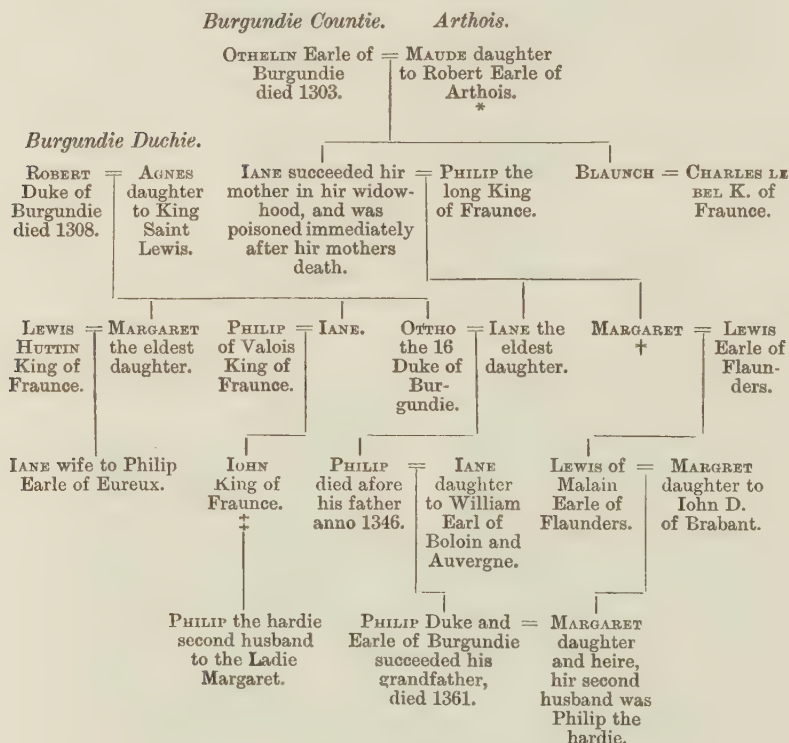 Burgundie Countie. Arthois.
OTHELIN Earle of
Burgundie
died 1303.
=
MAUDE daughter
to Robert Earle of
Arthois.
*
Burgundie Duchie.
ROBERT
Duke of
Burgundie
died 1308.
=
AGNES
daughter
to King
Saint
Lewis.
IANE succeeded hir
mother in hir widow-
hood, and was
poisoned immediately
after hir mothers
death.
=
PHILIP the
long King
of Fraunce.
BLAUNCH
=
CHARLES LE
BEL K. of
Fraunce.
LEWIS
HUTTIN
King of
Fraunce.
=
MARGARET
the eldest
daughter.
PHILIP
of Valois
King of
Fraunce.
=
IANE.
OTTHO
the 16
Duke of
Bur-
gundie.
=
IANE the
eldest
daughter.
MARGARET
†
=
LEWIS
Earle of
Flaun-
ders.
IANE wife to Philip
Earle of Eureux.
IOHN
King of
Fraunce.
‡
PHILIP
died afore
his father
anno 1346.
=
IANE
daughter
to William
Earl of
Boloin and
Auvergne.
LEWIS of
Malain
Earle of
Flaunders.
=
MARGRET
daughter to
Iohn D.
of Brabant.
PHILIP the hardie
second husband
to the Ladie
Margaret.
PHILIP Duke and
Earle of Burgundie
succeeded his
grandfather,
died 1361.
=
MARGARET
daughter
and heire,
hir second
husband was
Philip the
hardie.